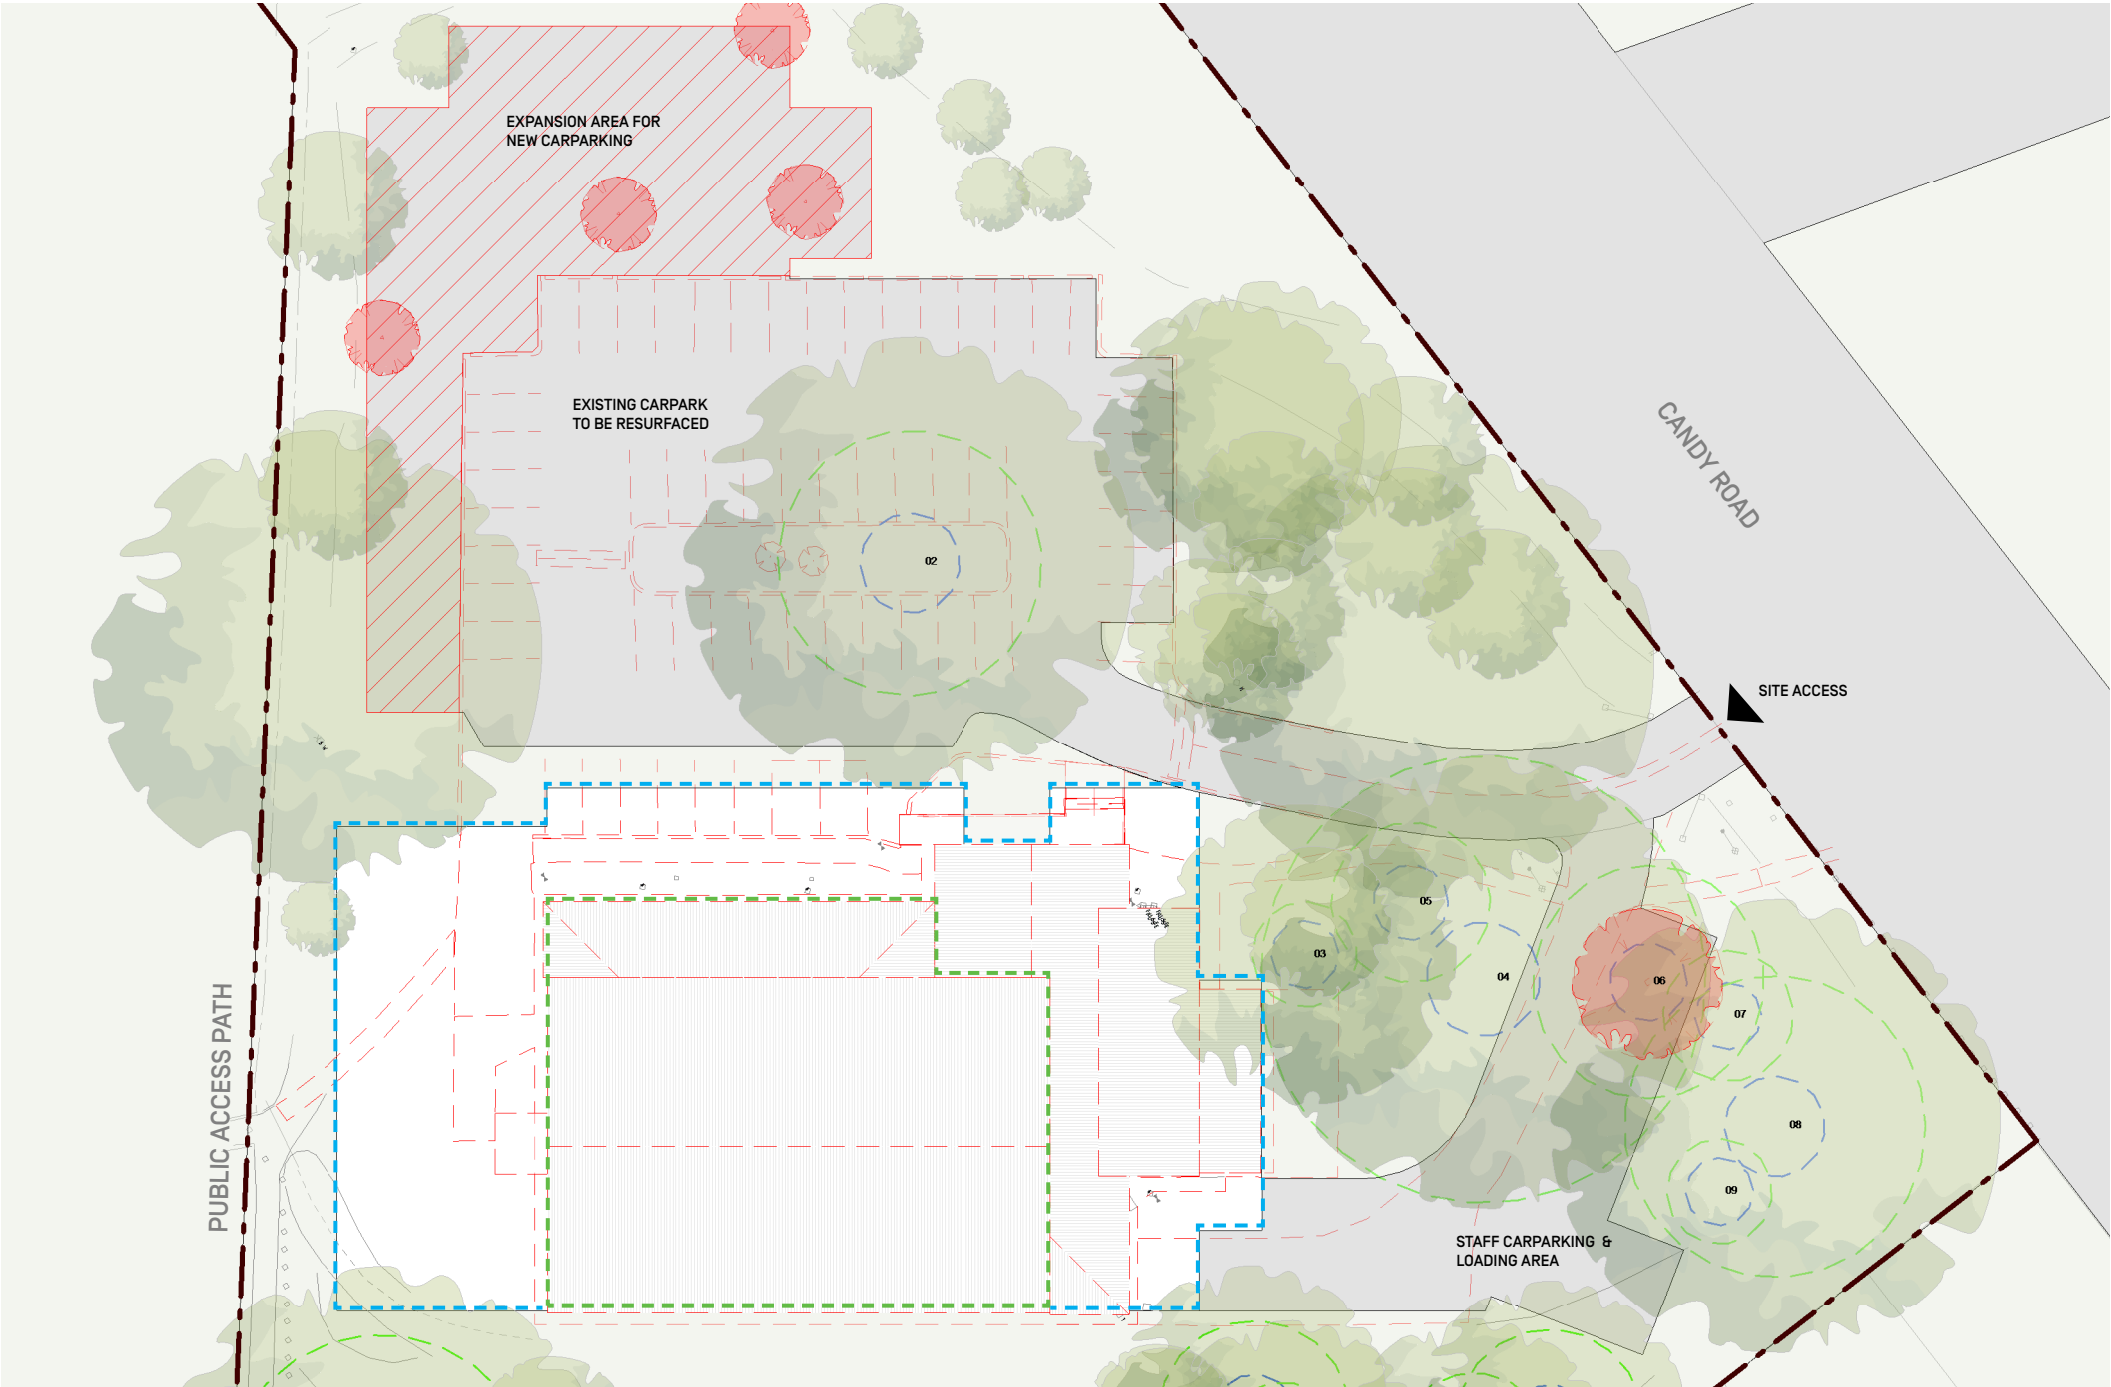 EXPANSION AREA FOR
NEW CARPARKING
EXISTING CARPARK
TO BE RESURFACED
CANDY ROAD
02
SITE ACCESS
05
03
04
06
07
08
09
PUBLIC ACCESS PATH
STAFF CARPARKING &
LOADING AREA